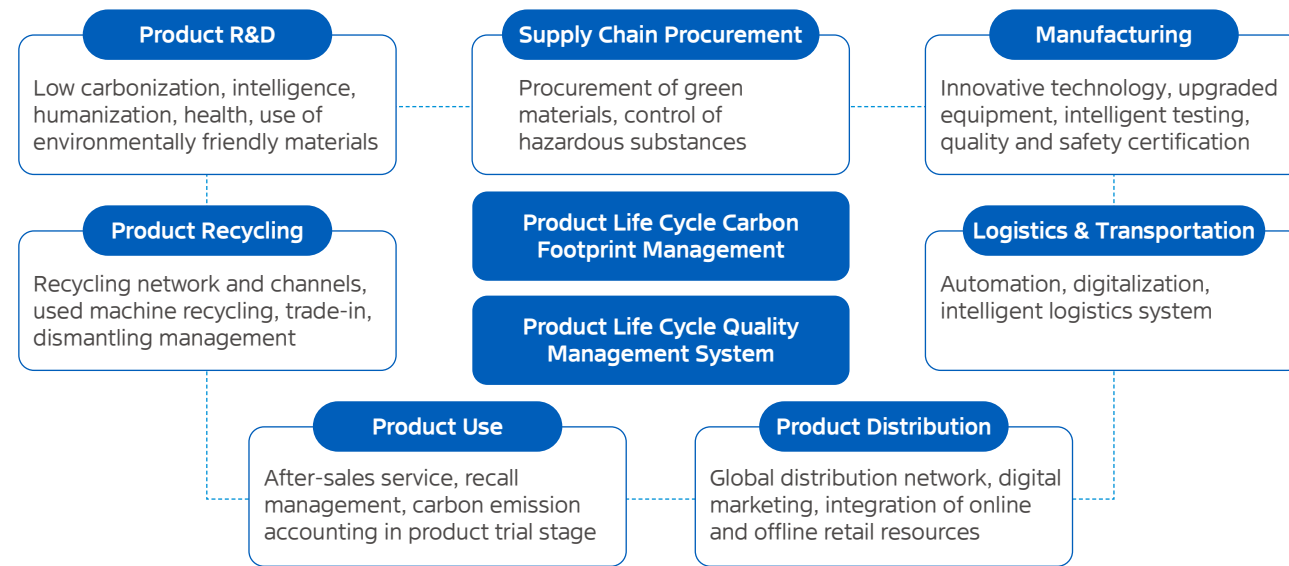 Product R&D
Low carbonization, intelligence,
humanization, health, use of
environmentally friendly materials
Supply Chain Procurement
Procurement of green
materials, control of
hazardous substances
Manufacturing
Innovative technology, upgraded
equipment, intelligent testing,
quality and safety certification
Product Life Cycle Carbon
Footprint Management
Product Life Cycle Quality
Management System
Product Recycling
Recycling network and channels,
used machine recycling, trade-in,
dismantling management
Logistics & Transportation
Automation, digitalization,
intelligent logistics system
Product Use
After-sales service, recall
management, carbon emission
accounting in product trial stage
Product Distribution
Global distribution network, digital
marketing, integration of online
and offline retail resources